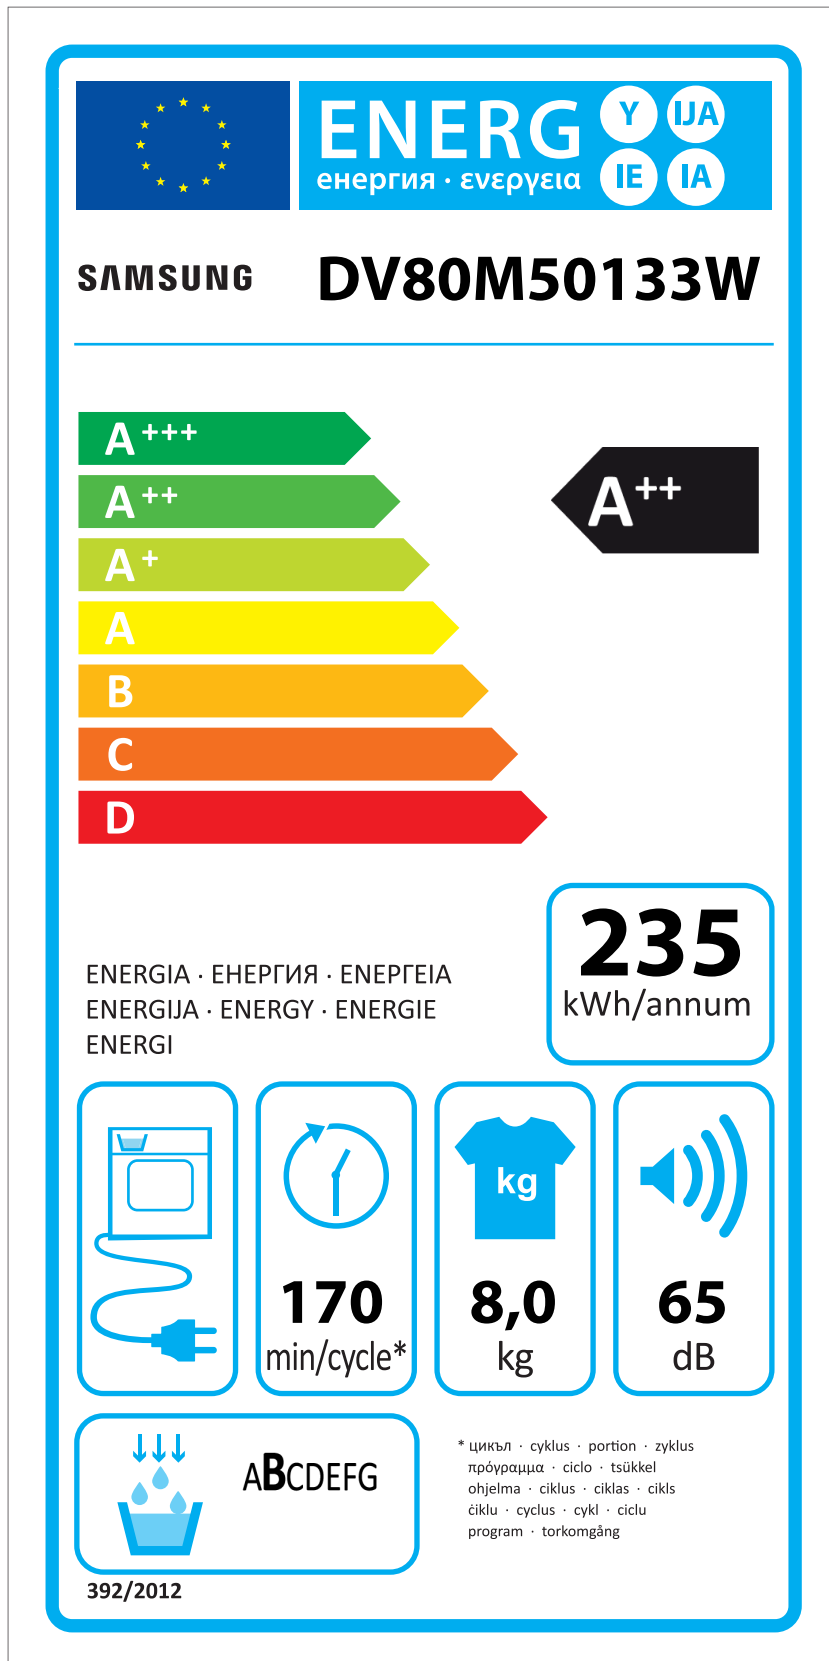 ENERG Y IJA
енергия · ενεργεια IE IA
SAMSUNG DV80M50133W
A+++
A++
A++
A+
A
B
C
D
235
kWh/annum
ENERGIA · ЕНЕРГИЯ · ΕΝΕΡΓΕΙΑ
ENERGIJA · ENERGY · ENERGIE
ENERGI
kg
170
min/cycle*
8,0
kg
65
dB
ABCDEFG
* цикъл · cyklus · portion · zyklus
πρόγραμμα · ciclo · tsükkel
ohjelma · ciklus · ciklas · cikls
ċiklu · cyclus · cykl · ciclu
program · torkomgång
392/2012